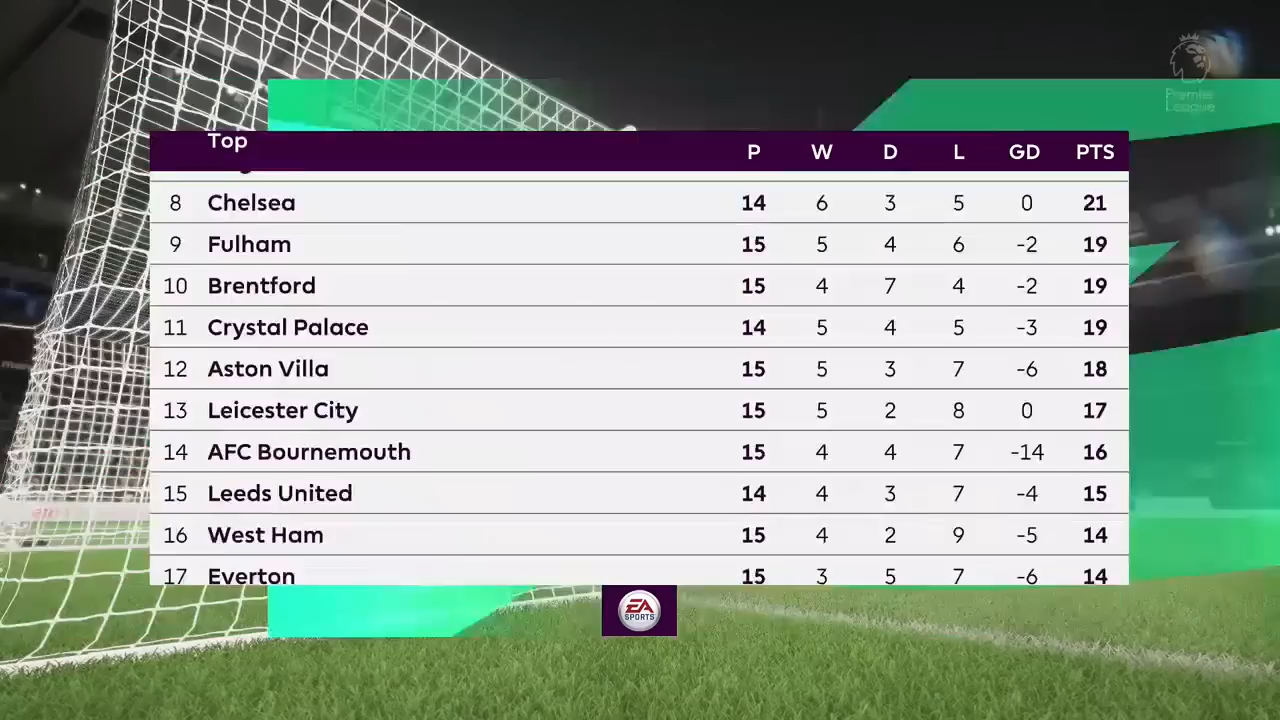 Premier
League
Top P W D L GD PTS
8 Chelsea 14 6 3 5 0 21
9 Fulham 15 5 4 6 -2 19
10 Brentford 15 4 7 4 -2 19
11 Crystal Palace 14 5 4 5 -3 19
12 Aston Villa 15 5 3 7 -6 18
13 Leicester City 15 5 2 8 0 17
14 AFC Bournemouth 15 4 4 7 -14 16
15 Leeds United 14 4 3 7 -4 15
16 West Ham 15 4 2 9 -5 14
17 Everton 15 3 5 7 -6 14
EA
SPORTS